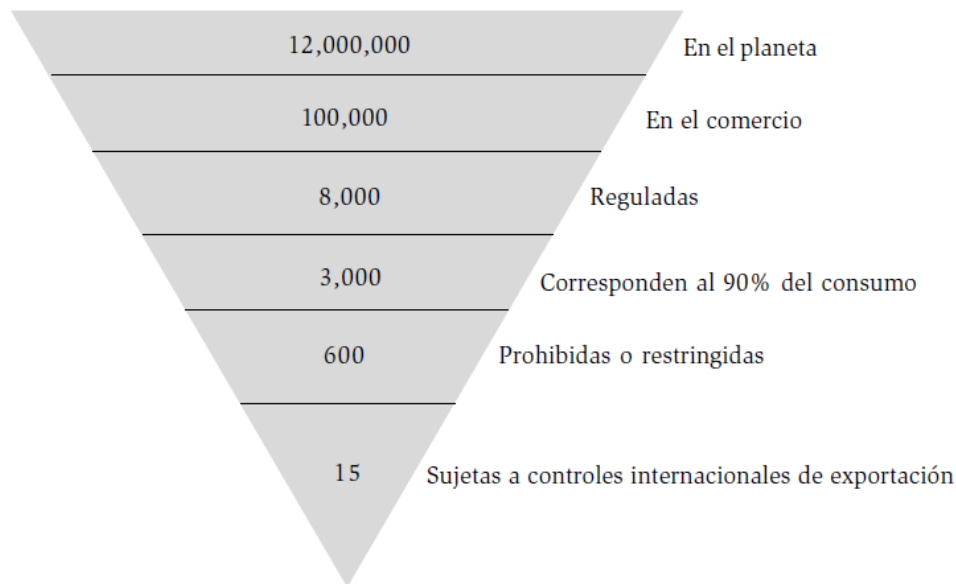 12,000,000 En el planeta
100,000 En el comercio
8,000 Reguladas
3,000 Corresponden al 90% del consumo
600 Prohibidas o restringidas
15 Sujetas a controles internacionales de exportación